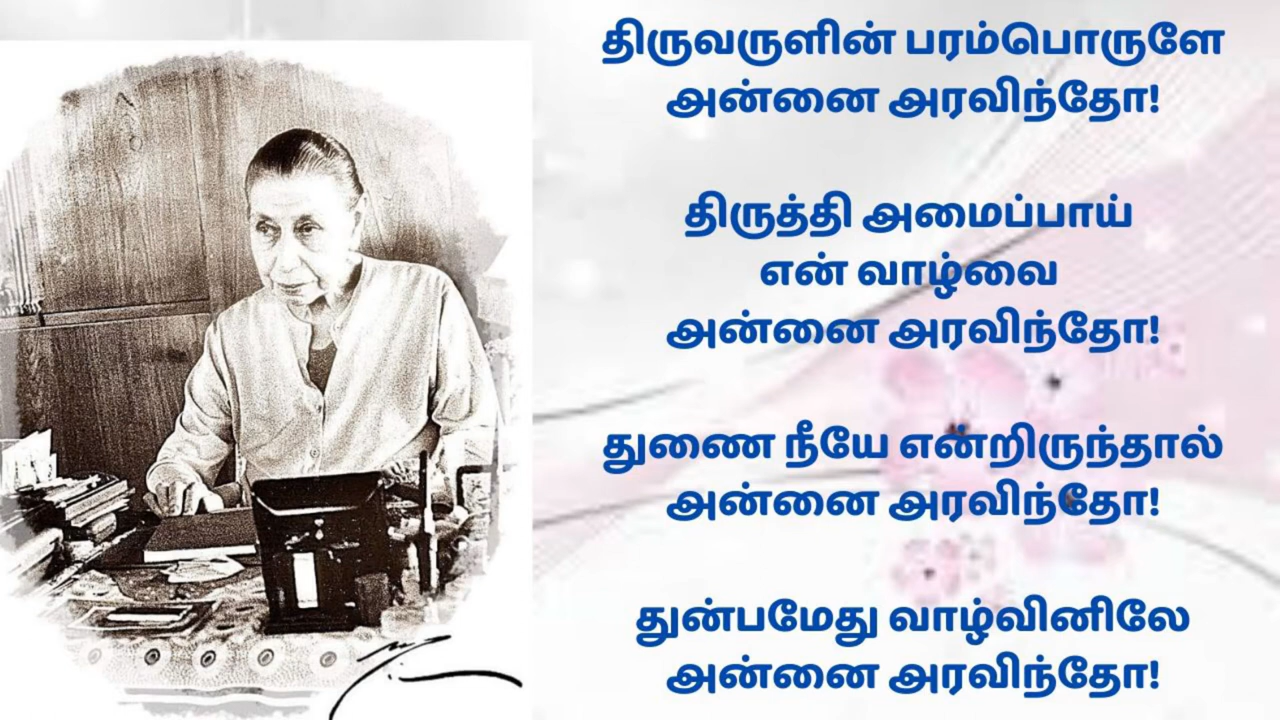 திருவருளின் பரம்பொருளே
அன்னை அரவிந்தோ!
திருத்தி அமைப்பாய்
என் வாழ்வை
அன்னை அரவிந்தோ!
துணை நீயே என்றிருந்தால்
அன்னை அரவிந்தோ!
துன்பமேது வாழ்வினிலே
அன்னை அரவிந்தோ!